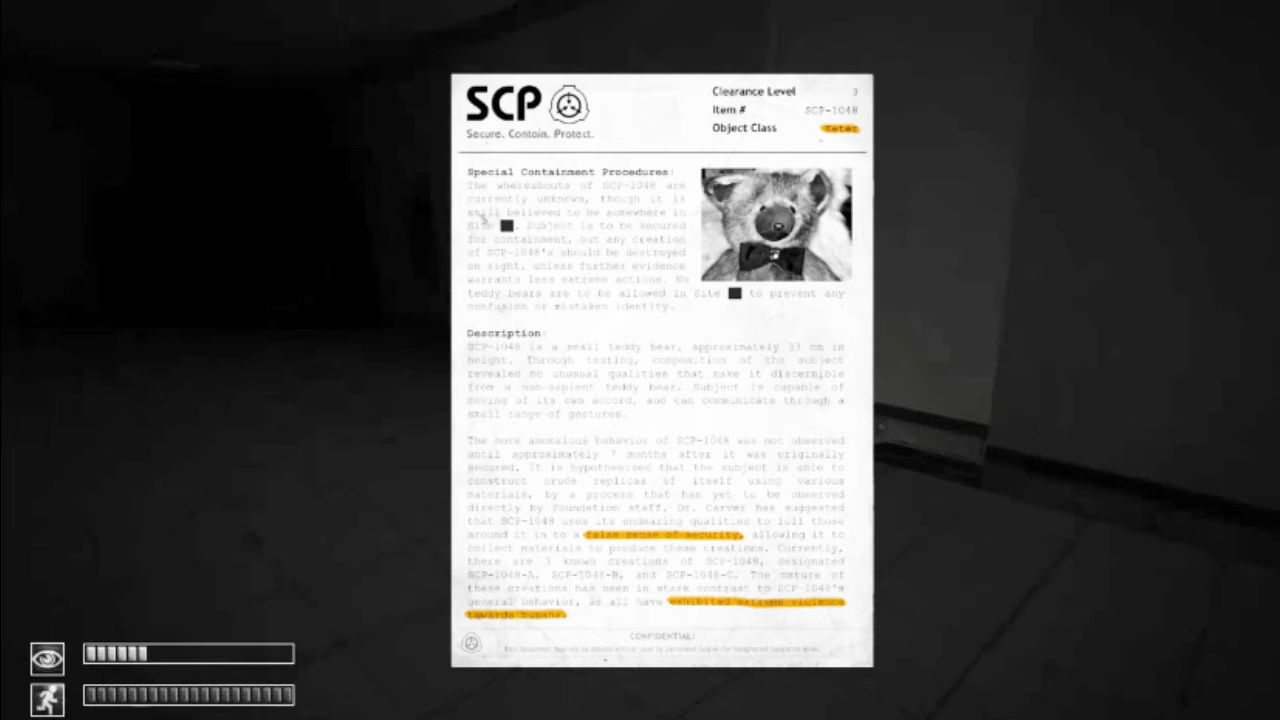 SCP
Secure. Contain. Protect.
Clearance Level 3
Item # SCP-1048
Object Class Keter
Special Containment Procedures:
The whereabouts of SCP-1048 are
currently unknown, though it is
still believed to be somewhere in
Site ■. Subject is to be secured
for containment, but any creation
of SCP-1048's should be destroyed
on sight, unless further evidence
warrants less extreme actions. No
teddy bears are to be allowed in Site ■ to prevent any
confusion or mistaken identity.
Description:
SCP-1048 is a small teddy bear, approximately 33 cm in
height. Through testing, composition of the subject
revealed no unusual qualities that make it discernible
from a non-sapient teddy bear. Subject is capable of
moving of its own accord, and can communicate through a
small range of gestures.
The more anomalous behavior of SCP-1048 was not observed
until approximately 7 months after it was originally
secured. It is hypothesized that the subject is able to
construct crude replicas of itself using various
materials, by a process that has yet to be observed
directly by Foundation staff. Dr. Carver has suggested
that SCP-1048 uses its endearing qualities to lull those
around it in to a false sense of security, allowing it to
collect materials to produce these creations. Currently,
there are 3 known creations of SCP-1048, designated
SCP-1048-A, SCP-1048-B, and SCP-1048-C. The nature of
these creations has been in stark contrast to SCP-1048's
general behavior, as all have exhibited extreme violence
towards humans.
CONFIDENTIAL: